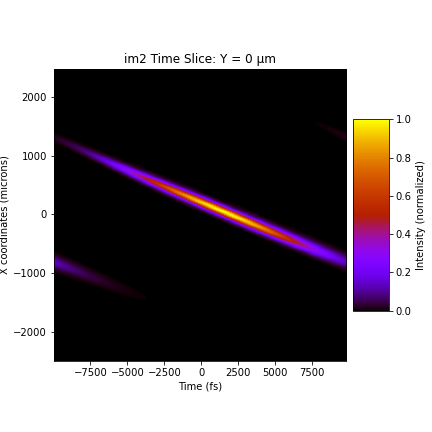 im2 Time Slice: Y = 0 μm
2000
1000
0
−1000
−2000
X coordinates (microns)
−7500 −5000 −2500 0 2500 5000 7500
Time (fs)
1.0
0.8
0.6
0.4
0.2
0.0
Intensity (normalized)